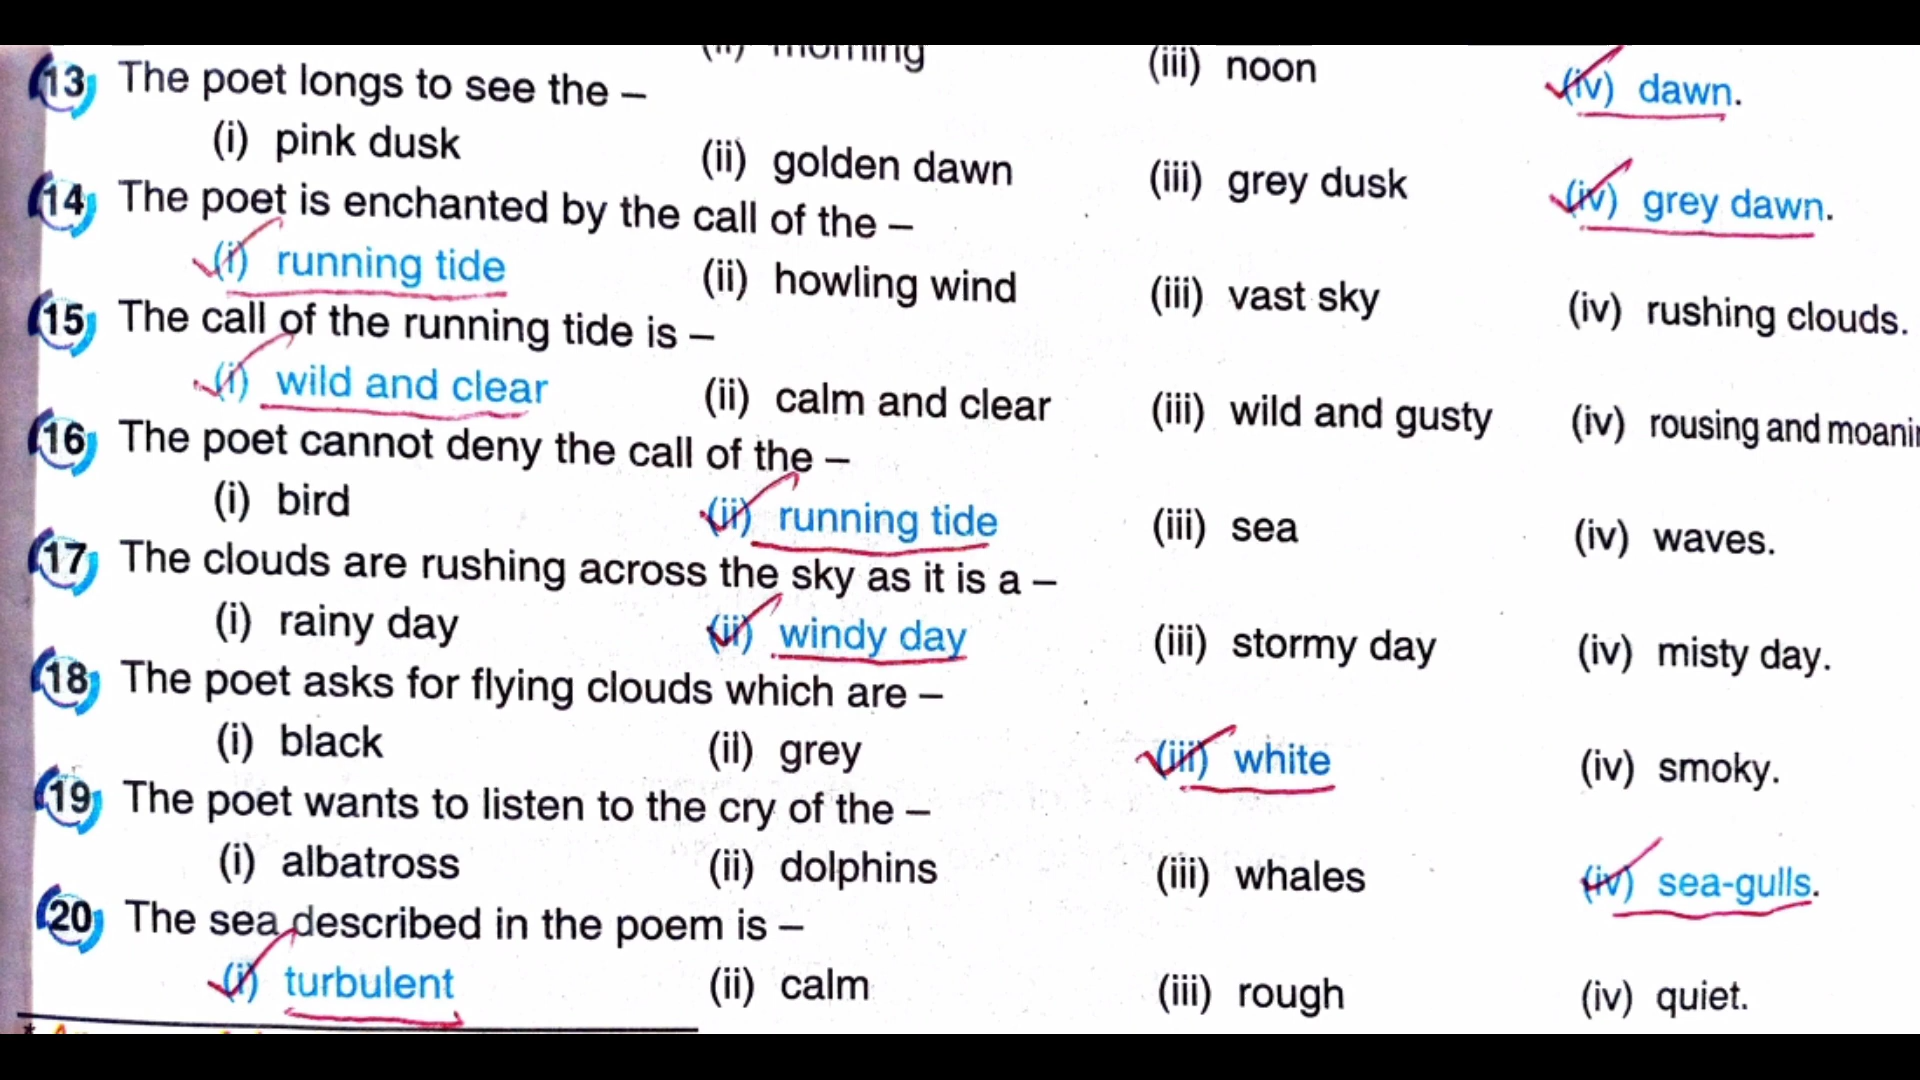 (ii) morning (iii) noon (iv) dawn.
13 The poet longs to see the –
(i) pink dusk (ii) golden dawn (iii) grey dusk (iv) grey dawn.
14 The poet is enchanted by the call of the –
(i) running tide (ii) howling wind (iii) vast sky (iv) rushing clouds.
15 The call of the running tide is –
(i) wild and clear (ii) calm and clear (iii) wild and gusty (iv) rousing and
16 The poet cannot deny the call of the –
(i) bird (ii) running tide (iii) sea (iv) waves.
17 The clouds are rushing across the sky as it is a –
(i) rainy day (ii) windy day (iii) stormy day (iv) misty day.
18 The poet asks for flying clouds which are –
(i) black (ii) grey (iii) white (iv) smoky.
19 The poet wants to listen to the cry of the –
(i) albatross (ii) dolphins (iii) whales (iv) sea-gulls.
20 The sea described in the poem is –
(i) turbulent (ii) calm (iii) rough (iv) quiet.